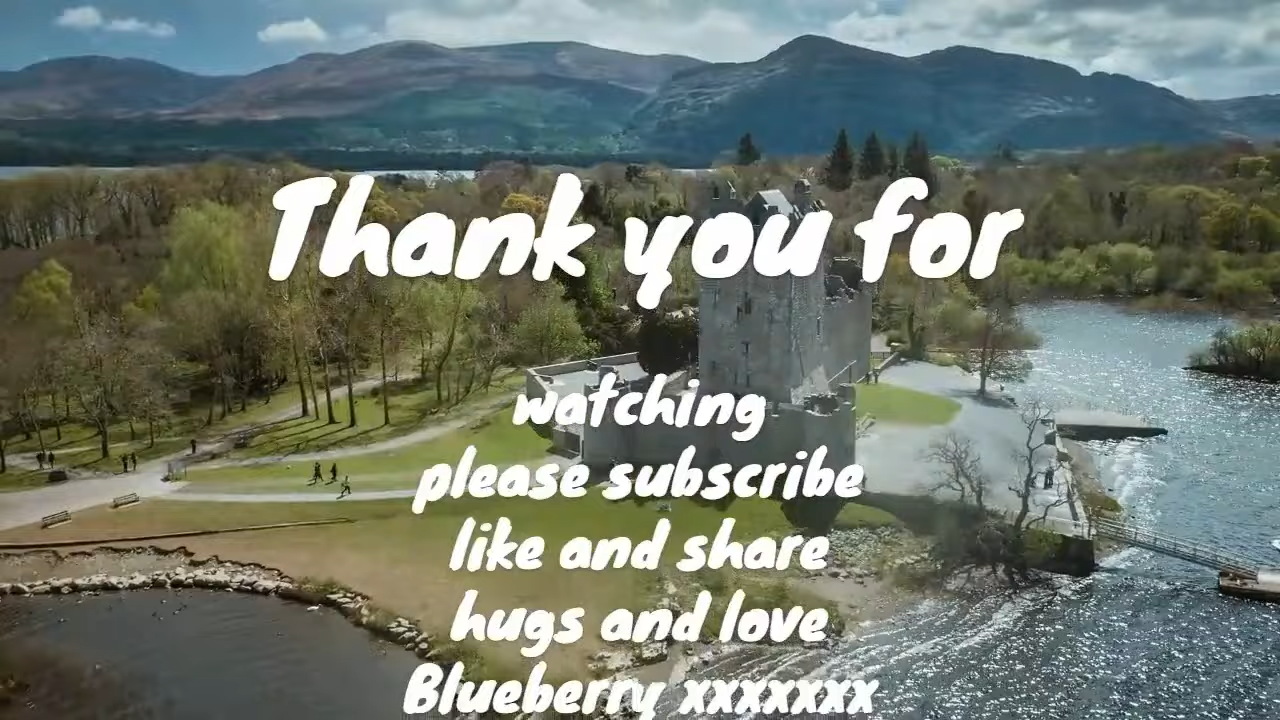 Thank you for
watching
please subscribe
like and share
hugs and love
Blueberry xxxxxxx